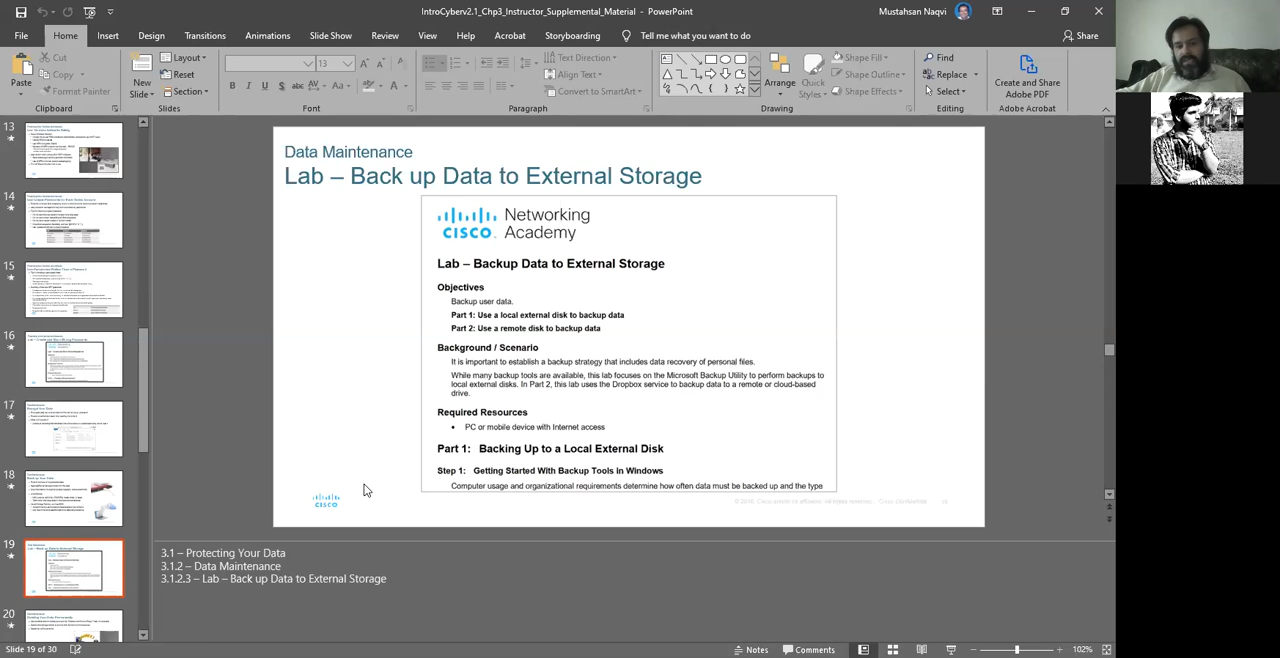 IntroCyberv2.1_Chp3_Instructor_Supplemental_Material - PowerPoint
Mustahsan Naqvi
File Home Insert Design Transitions Animations Slide Show Review View Help Acrobat Storyboarding Tell me what you want to do Share
Paste
Cut
Copy
Format Painter
Clipboard
New
Slide
Layout
Reset
Section
Slides
13
Font
Text Direction
Align Text
Convert to SmartArt
Paragraph
Arrange
Quick
Styles
Shape Fill
Shape Outline
Shape Effects
Drawing
Find
Replace
Select
Editing
Create and Share
Adobe PDF
Adobe Acrobat
13
14
15
16
17
18
19
20
Data Maintenance
Lab – Back up Data to External Storage
CISCO
Networking
Academy
Lab – Backup Data to External Storage
Objectives
Backup user data.
Part 1: Use a local external disk to backup data
Part 2: Use a remote disk to backup data
Background / Scenario
It is important to establish a backup strategy that includes data recovery of personal files.
While many backup tools are available, this lab focuses on the Microsoft Backup Utility to perform backups to
local external disks. In Part 2, this lab uses the Dropbox service to backup data to a remote or cloud-based
drive.
Required Resources
• PC or mobile device with Internet access
Part 1: Backing Up to a Local External Disk
Step 1: Getting Started With Backup Tools in Windows
Computer usage and organizational requirements determine how often data must be backed up and the type
CISCO
3.1 – Protecting Your Data
3.1.2 – Data Maintenance
3.1.2.3 – Lab – Back up Data to External Storage
Slide 19 of 30
Notes
Comments
102%